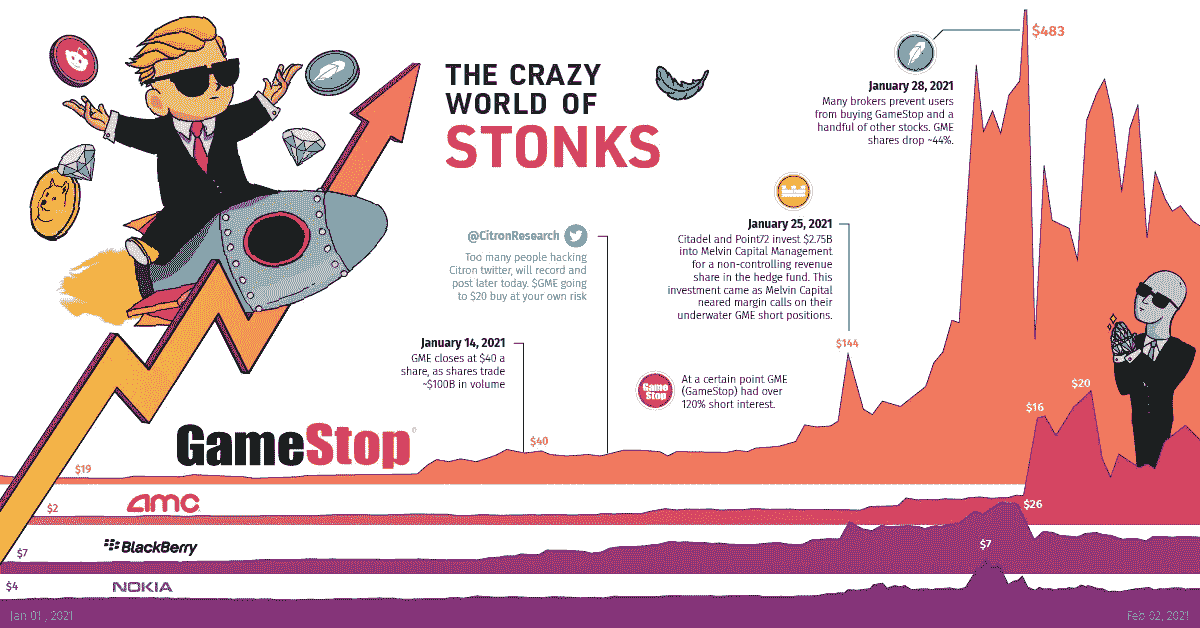 THE CRAZY
WORLD OF
STONKS
$483
January 28, 2021
Many brokers prevent users
from buying GameStop and a
handful of other stocks. GME
shares drop ~44%.
January 25, 2021
Citadel and Point72 invest $2.75B
into Melvin Capital Management
for a non-controlling revenue
share in the hedge fund. This
investment came as Melvin Capital
neared margin calls on their
underwater GME short positions.
@CitronResearch
Too many people hacking
Citron twitter, will record and
post later today. $GME going
to $20 buy at your own risk
January 14, 2021
GME closes at $40 a
share, as shares trade
~$100B in volume
$144
Game
Stop
At a certain point GME
(GameStop) had over
120% short interest.
$20
$16
GameStop
$40
$19
amc
$2
$26
BlackBerry
$7
$7
NOKIA
$4
Jan 01, 2021
Feb 02, 2021